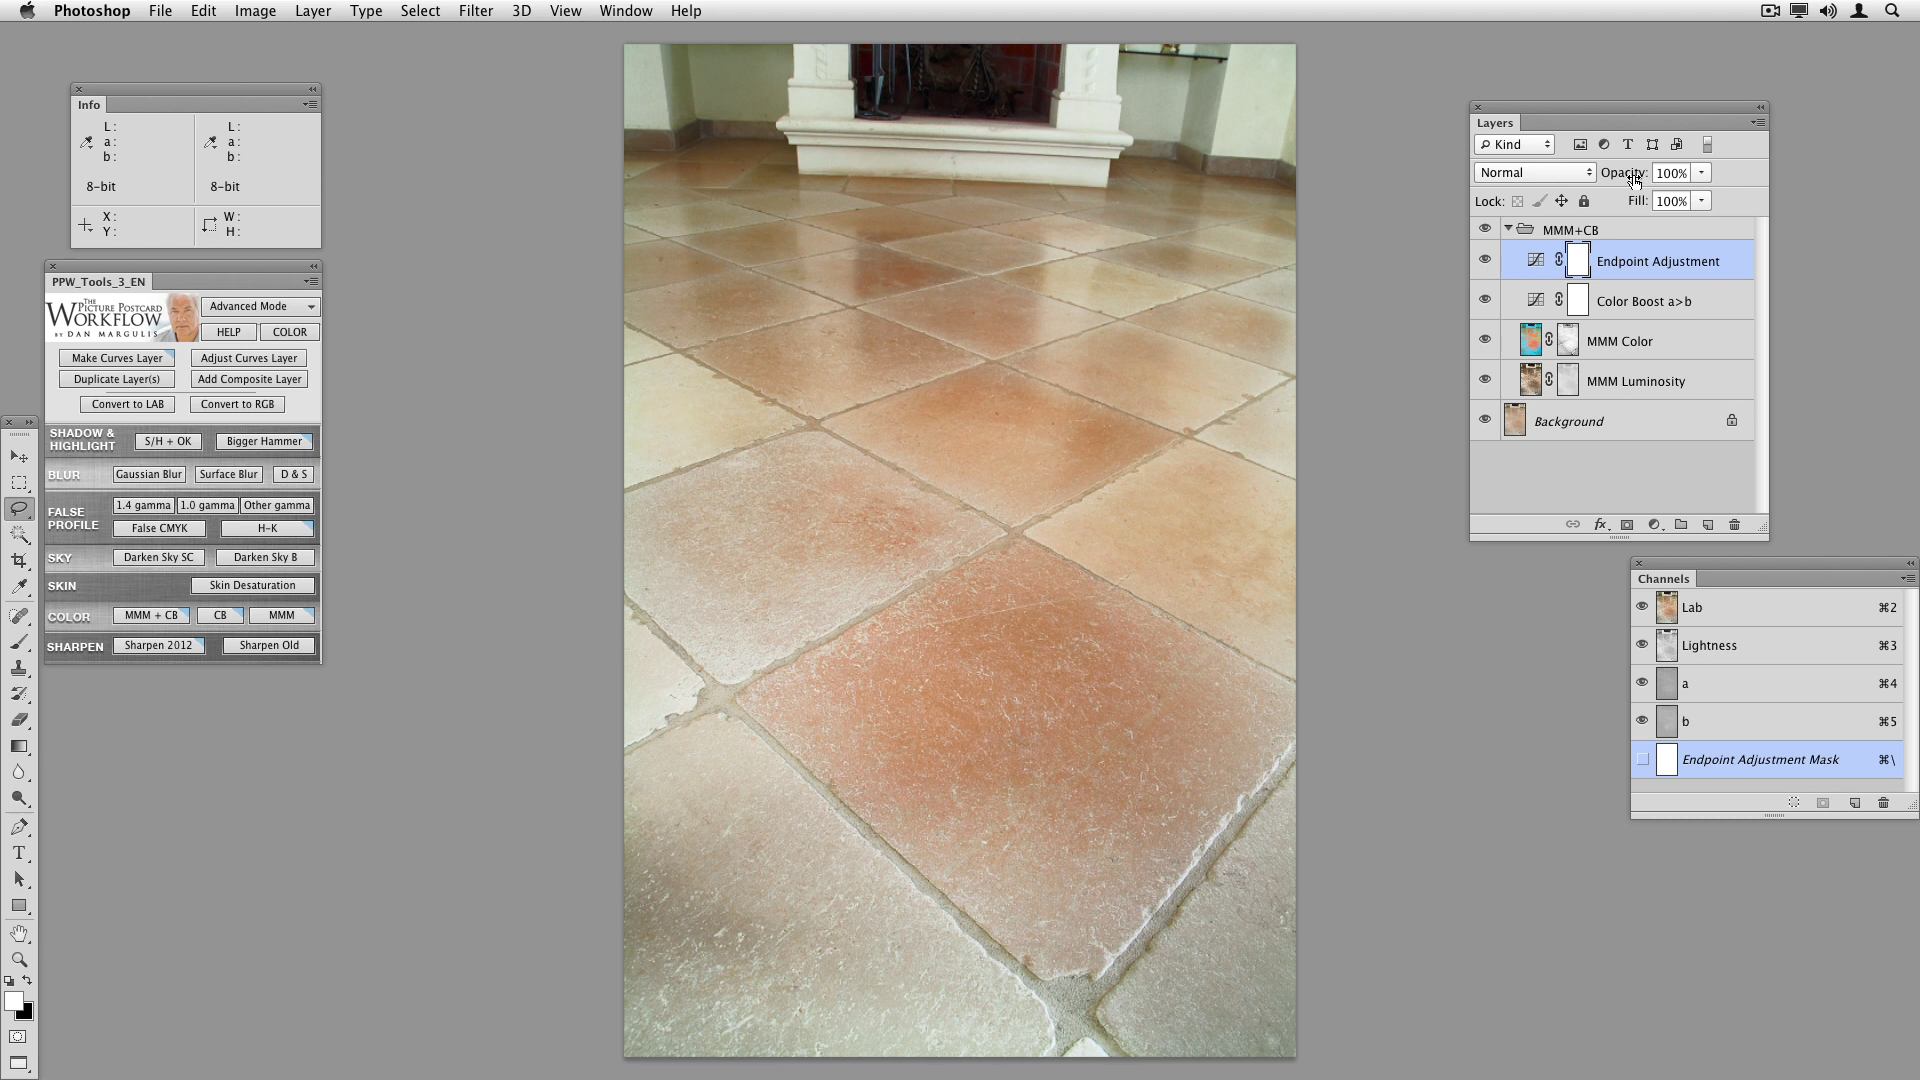 Photoshop File Edit Image Layer Type Select Filter 3D View Window Help
Info
L: L:
a: a:
b: b:
8-bit 8-bit
X: W:
Y: H:
PPW_Tools_3_EN
THE PICTURE POSTCARD
WORKFLOW
BY DAN MARGULIS
Advanced Mode
HELP COLOR
Make Curves Layer Adjust Curves Layer
Duplicate Layer(s) Add Composite Layer
Convert to LAB Convert to RGB
SHADOW & HIGHLIGHT S/H + OK Bigger Hammer
BLUR Gaussian Blur Surface Blur D & S
FALSE PROFILE 1.4 gamma 1.0 gamma Other gamma
False CMYK H-K
SKY Darken Sky SC Darken Sky B
SKIN Skin Desaturation
COLOR MMM + CB CB MMM
SHARPEN Sharpen 2012 Sharpen Old
Layers
Kind
Normal Opacity: 100%
Lock: Fill: 100%
MMM+CB
Endpoint Adjustment
Color Boost a>b
MMM Color
MMM Luminosity
Background
fx
Channels
Lab ⌘2
Lightness ⌘3
a ⌘4
b ⌘5
Endpoint Adjustment Mask ⌘\